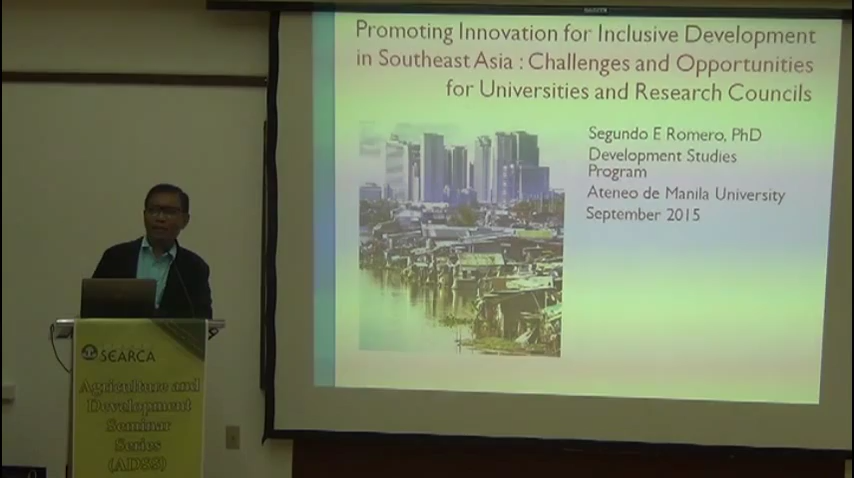 Promoting Innovation for Inclusive Development
in Southeast Asia : Challenges and Opportunities
for Universities and Research Councils
Segundo E Romero, PhD
Development Studies
Program
Ateneo de Manila University
September 2015
SEARCA
Agriculture and
Development
Seminar
Series
(ADSS)